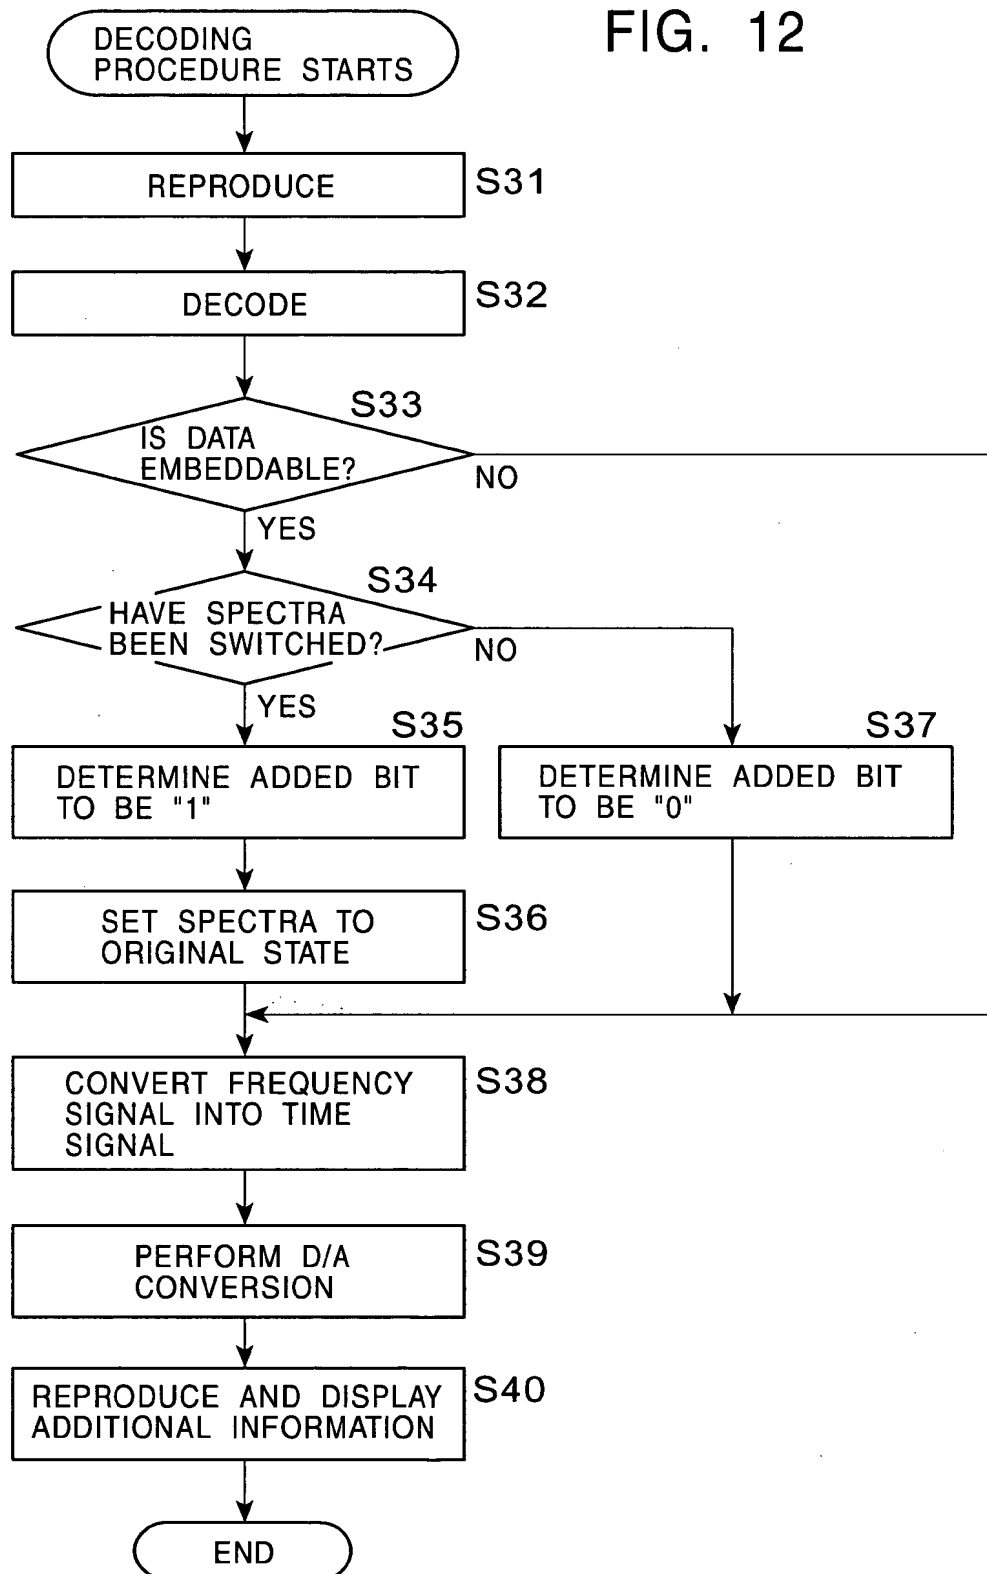 FIG. 12
DECODING
PROCEDURE STARTS
REPRODUCE
S31
DECODE
S32
S33
IS DATA
EMBEDDABLE?
NO
YES
S34
HAVE SPECTRA
BEEN SWITCHED?
NO
YES
S35
DETERMINE ADDED BIT
TO BE "1"
S37
DETERMINE ADDED BIT
TO BE "0"
SET SPECTRA TO
ORIGINAL STATE
S36
CONVERT FREQUENCY
SIGNAL INTO TIME
SIGNAL
S38
PERFORM D/A
CONVERSION
S39
REPRODUCE AND DISPLAY
ADDITIONAL INFORMATION
S40
END